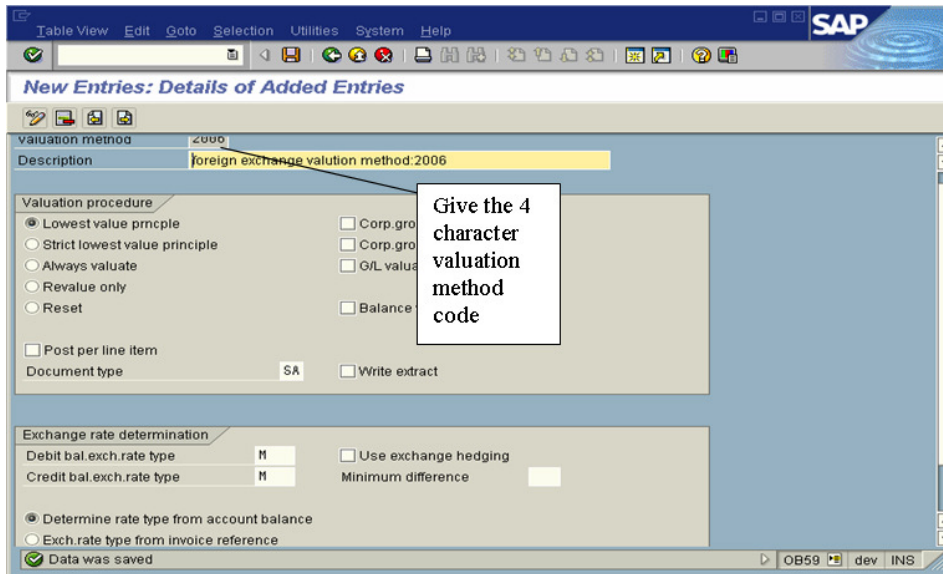 Table View Edit Goto Selection Utilities System Help
SAP
New Entries: Details of Added Entries
Valuation method 2006
Description foreign exchange valution method:2006
Valuation procedure
Lowest value prncple Corp.gro
Strict lowest value principle Corp.gro
Always valuate G/L valua
Revalue only
Reset Balance
Give the 4
character
valuation
method
code
Post per line item
Document type SA Write extract
Exchange rate determination
Debit bal.exch.rate type M Use exchange hedging
Credit bal.exch.rate type M Minimum difference
Determine rate type from account balance
Exch.rate type from invoice reference
Data was saved OB59 dev INS